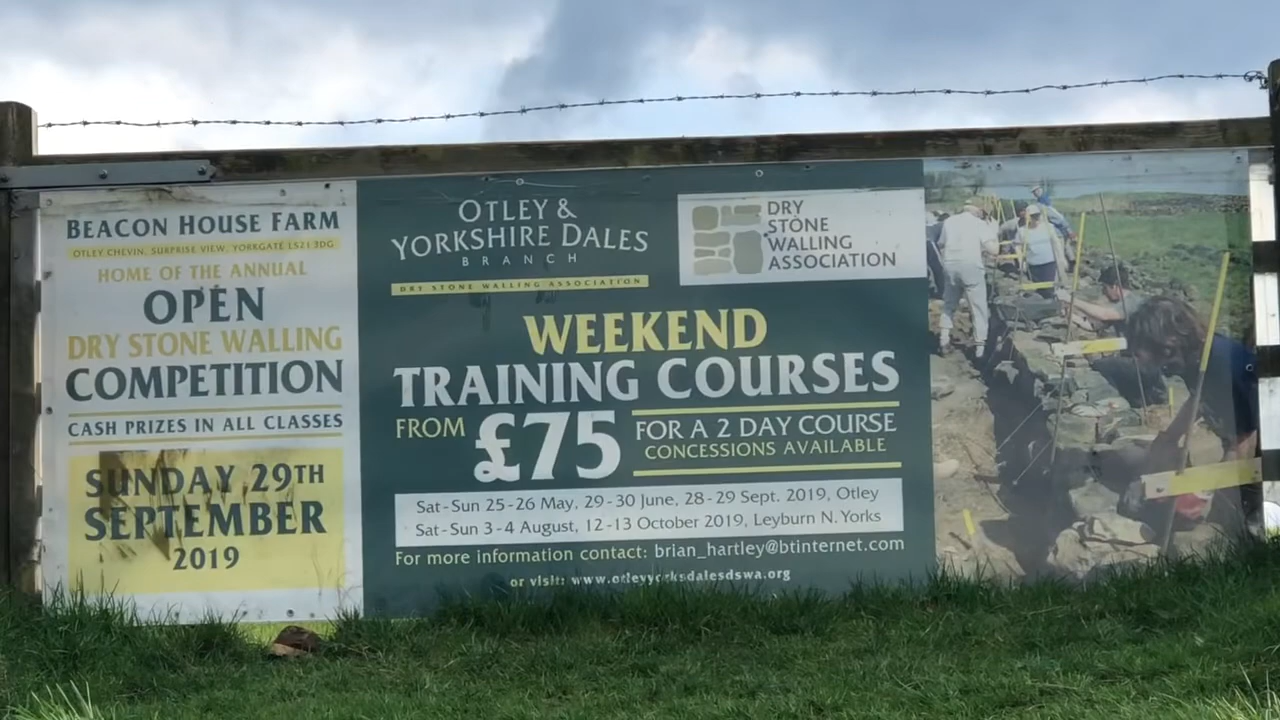 BEACON HOUSE FARM
OTLEY CHEVIN, SURPRISE VIEW, YORKGATE LS21 3DG
HOME OF THE ANNUAL
OPEN
DRY STONE WALLING
COMPETITION
CASH PRIZES IN ALL CLASSES
SUNDAY 29TH
SEPTEMBER
2019
OTLEY &
YORKSHIRE DALES
BRANCH
DRY STONE WALLING ASSOCIATION
DRY
STONE
WALLING
ASSOCIATION
WEEKEND
TRAINING COURSES
FROM £75
FOR A 2 DAY COURSE
CONCESSIONS AVAILABLE
Sat-Sun 25-26 May, 29-30 June, 28-29 Sept. 2019, Otley
Sat-Sun 3-4 August, 12-13 October 2019, Leyburn N.Yorks
For more information contact: brian_hartley@btinternet.com
or visit: www.otleyyorksdalesdswa.org